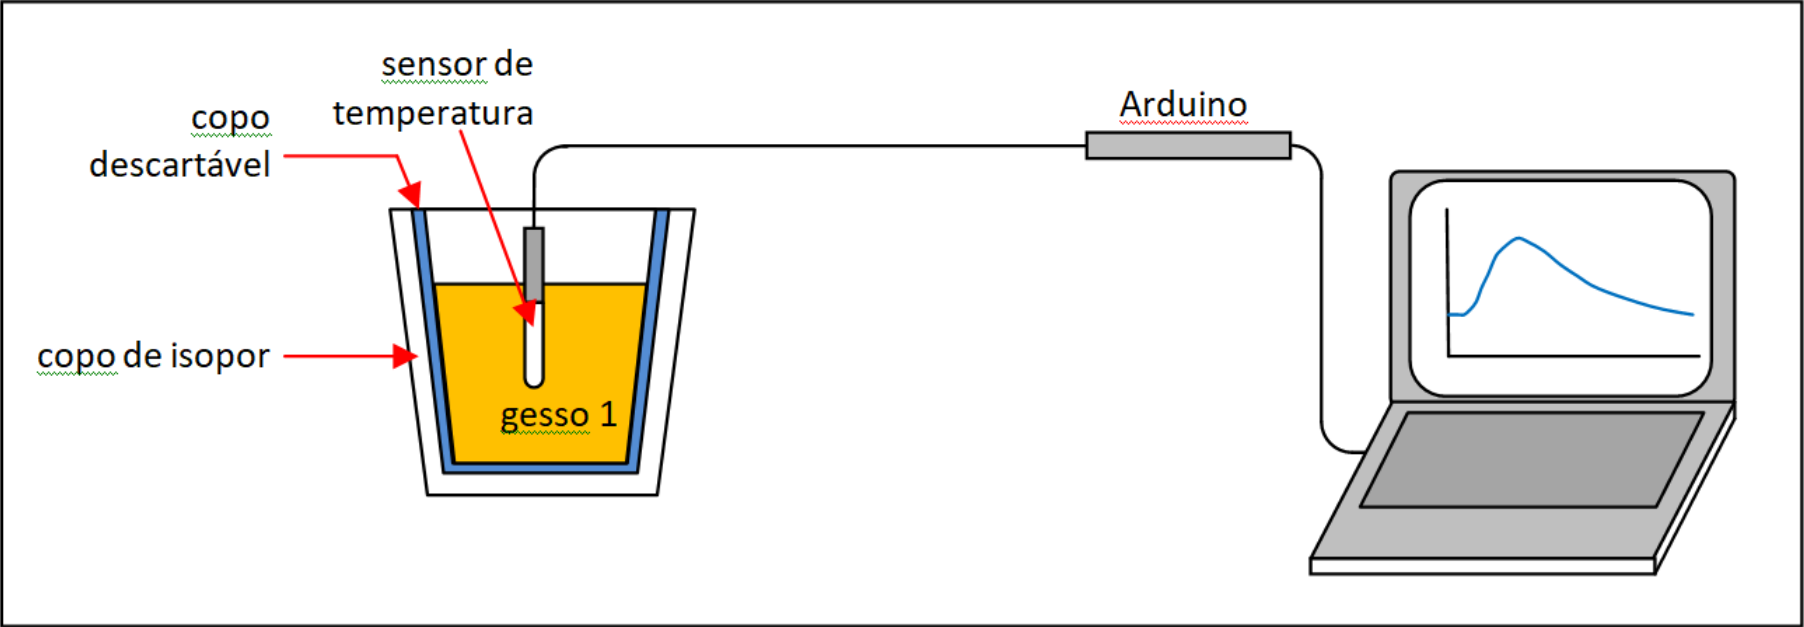 sensor de
temperatura
copo
descartável
Arduino
copo de isopor
gesso 1